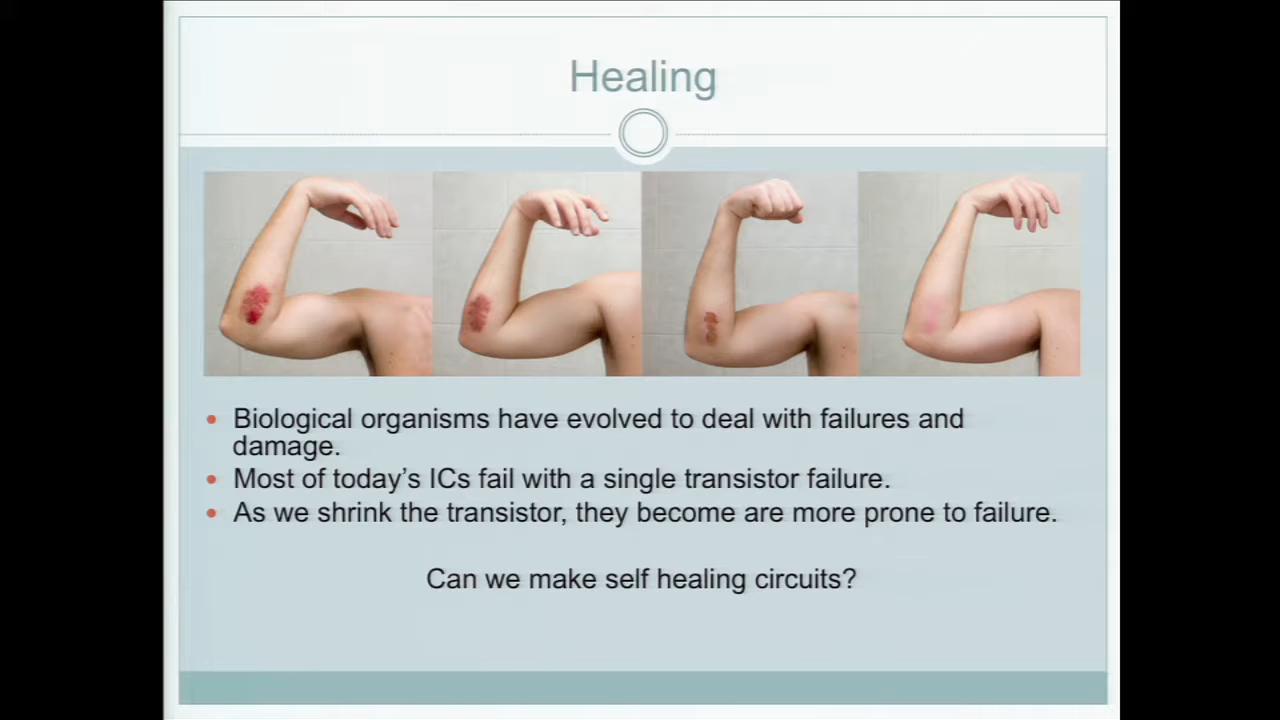 Healing
• Biological organisms have evolved to deal with failures and
damage.
• Most of today's ICs fail with a single transistor failure.
• As we shrink the transistor, they become are more prone to failure.
Can we make self healing circuits?